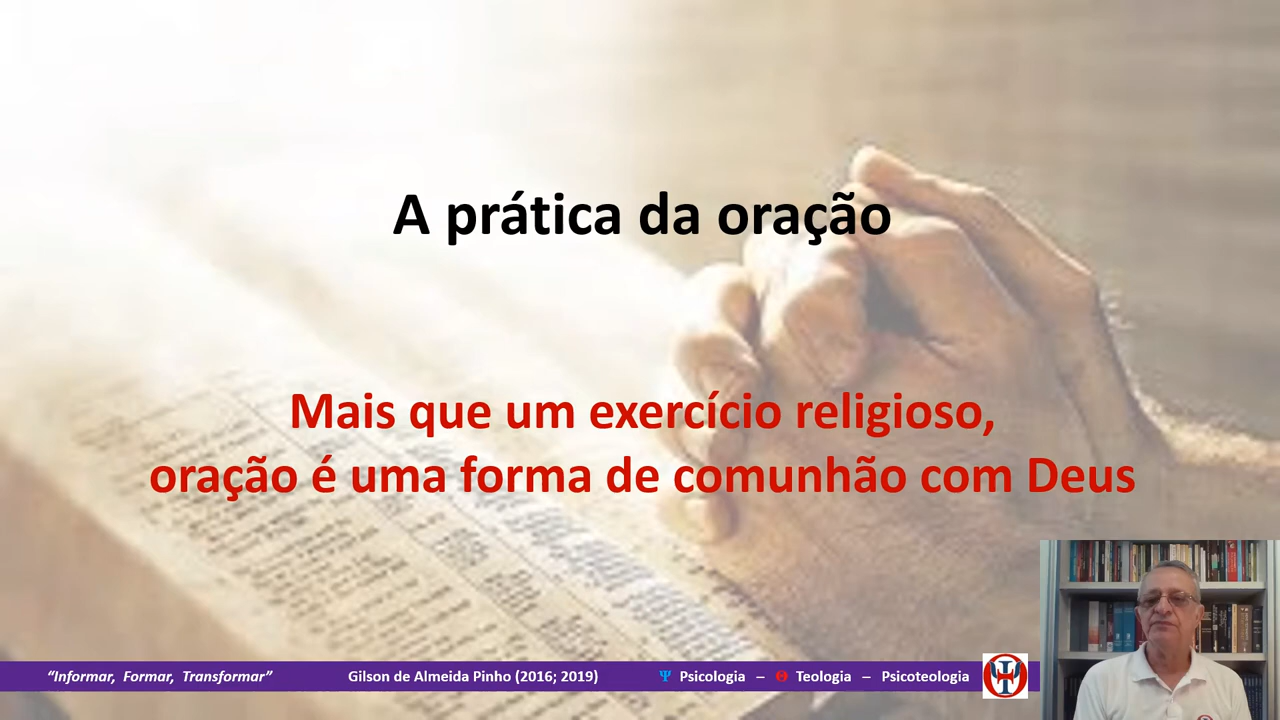 A prática da oração
Mais que um exercício religioso,
oração é uma forma de comunhão com Deus
“Informar, Formar, Transformar” Gilson de Almeida Pinho (2016; 2019) Ψ Psicologia – Θ Teologia – Psicoteologia